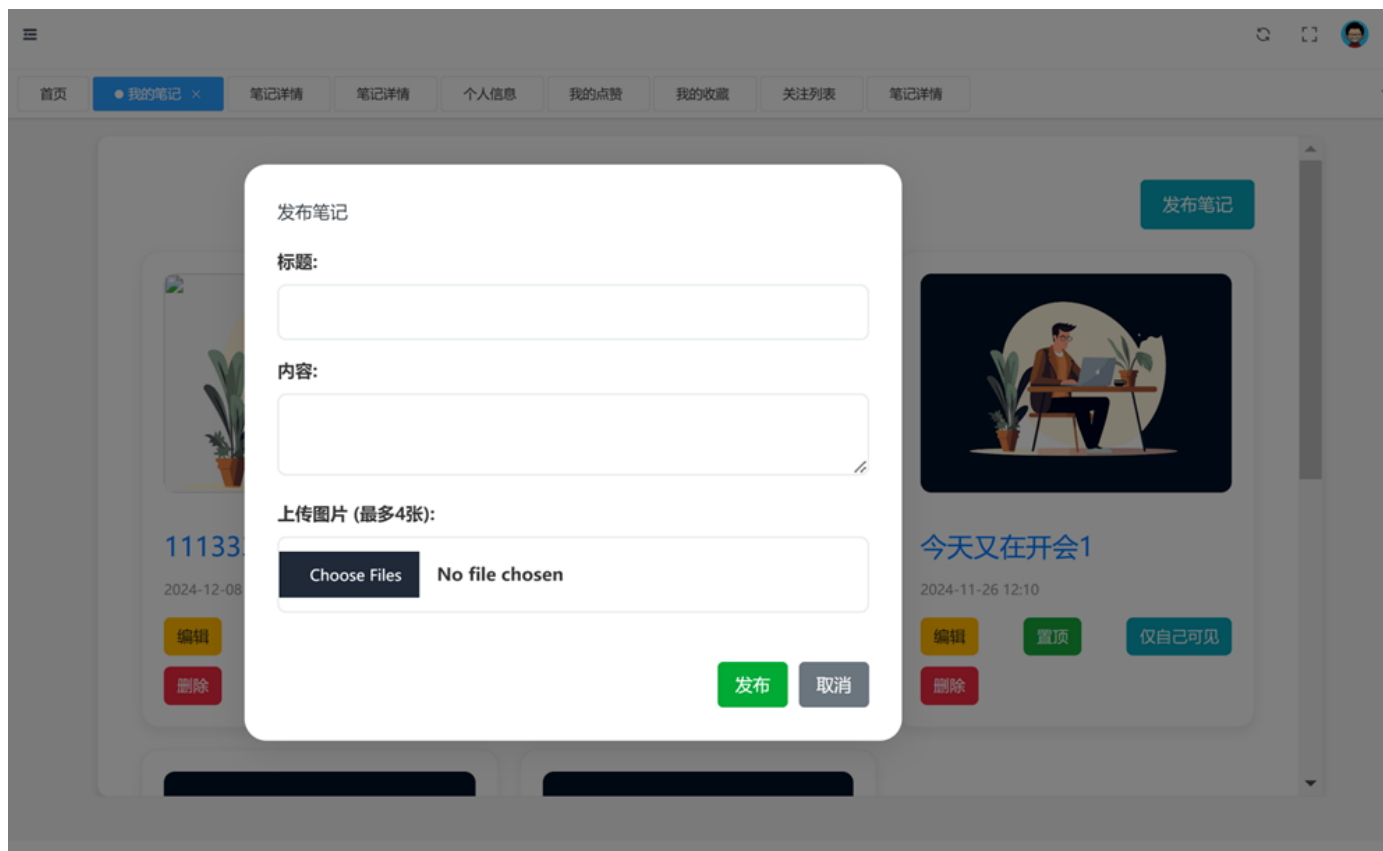 首页 我的笔记 × 笔记详情 笔记详情 个人信息 我的点赞 我的收藏 关注列表 笔记详情
发布笔记
发布笔记
标题:
内容:
上传图片 (最多4张):
Choose Files No file chosen
发布 取消
11133
2024-12-08
编辑
删除
今天又在开会1
2024-11-26 12:10
编辑 置顶 仅自己可见
删除